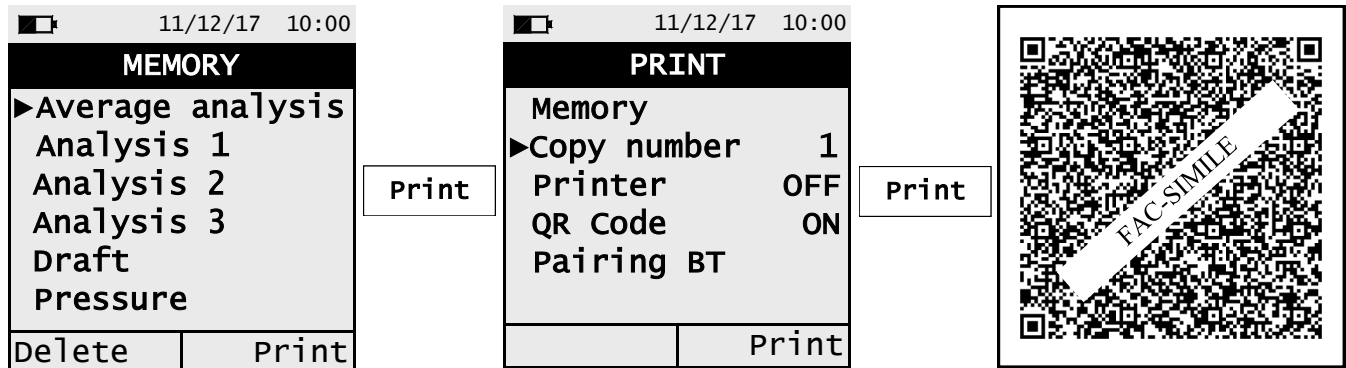 11/12/17 10:00
MEMORY
Average analysis
Analysis 1
Analysis 2
Analysis 3
Draft
Pressure
Delete Print
Print
11/12/17 10:00
PRINT
Memory
Copy number 1
Printer OFF
QR Code ON
Pairing BT
Print
Print
FAC-SIMILE